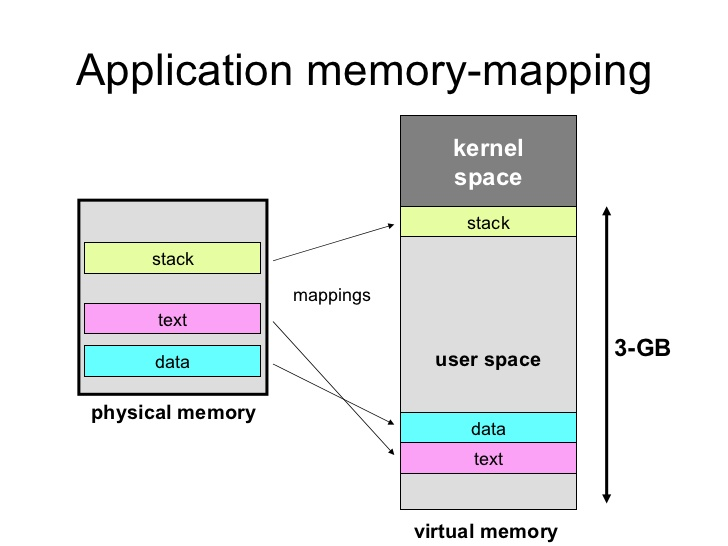 Application memory-mapping
kernel
space
stack
stack
mappings
text
user space
3-GB
data
physical memory
data
text
virtual memory